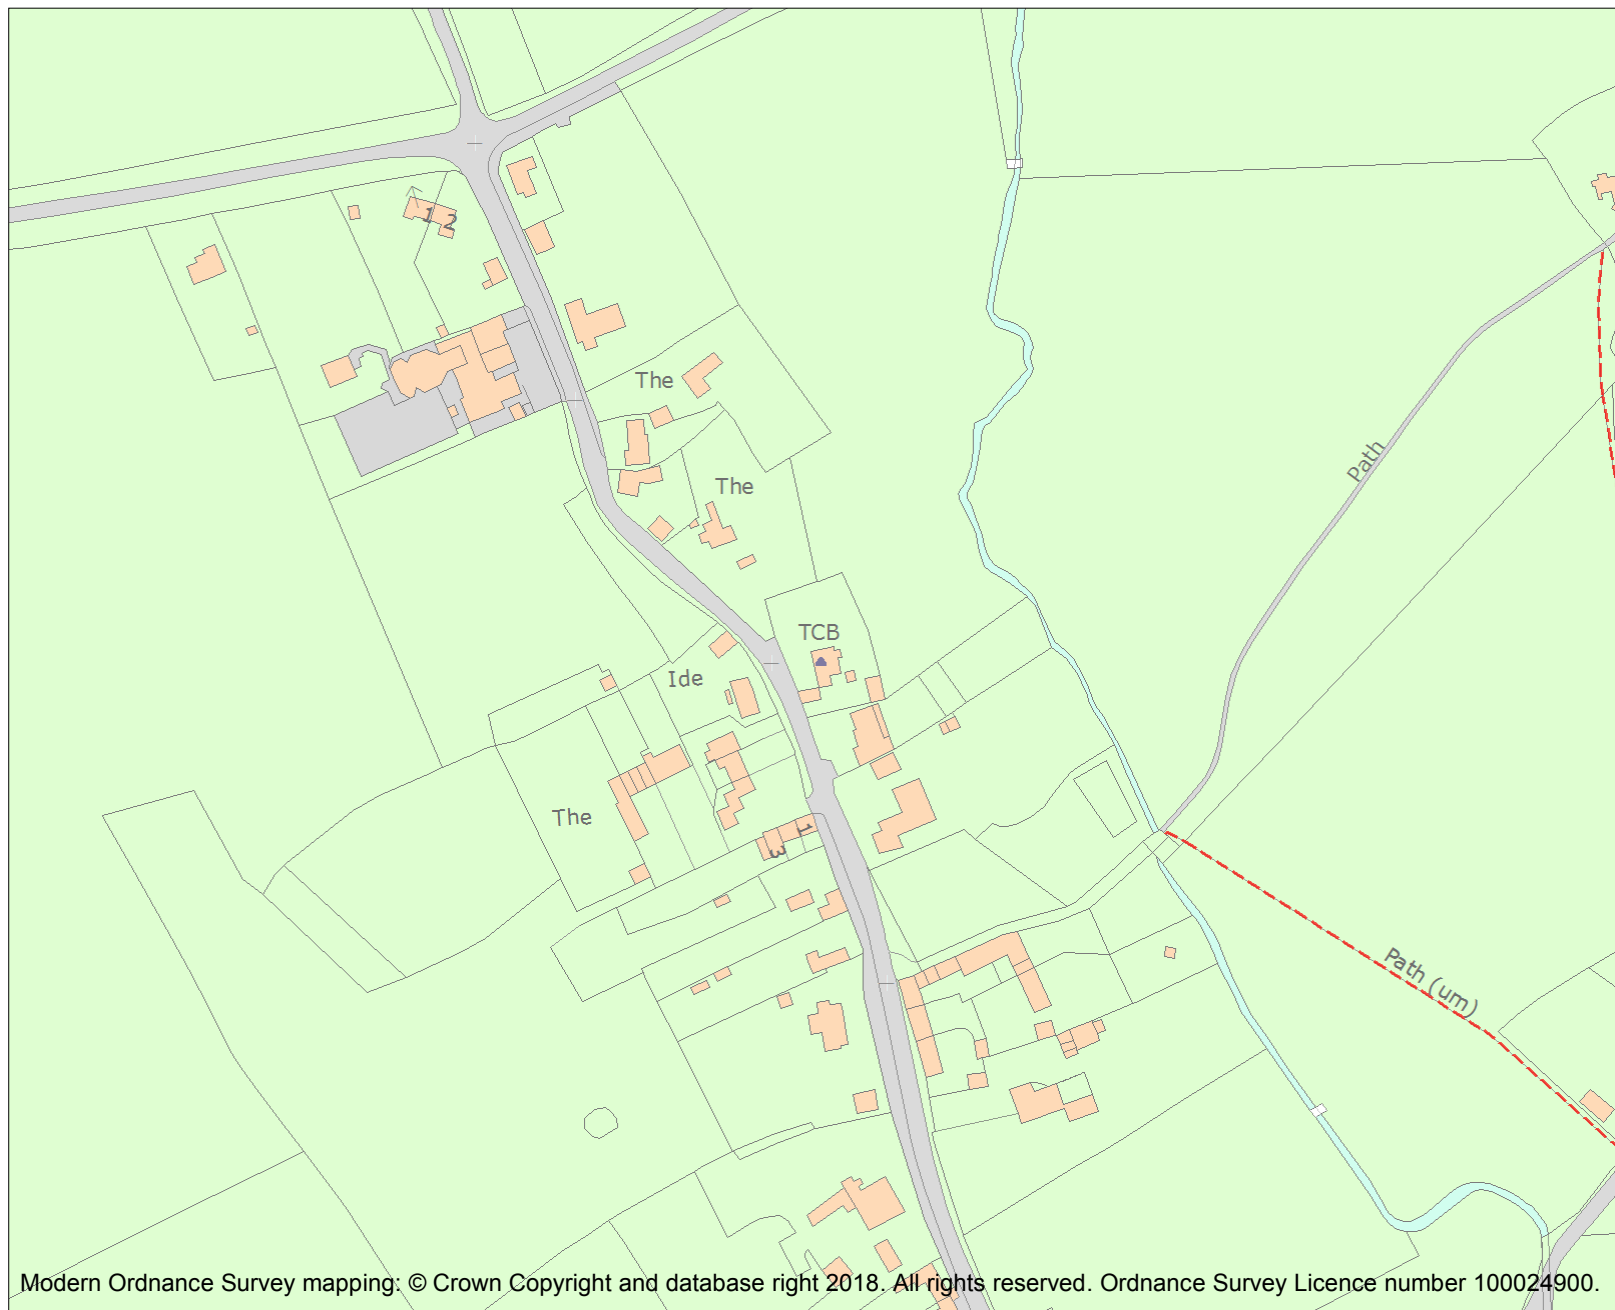 1 2
The
Path
The
TCB
Ide
The
1
3
Path (um)
Modern Ordnance Survey mapping: © Crown Copyright and database right 2018. All rights reserved. Ordnance Survey Licence number 100024900.